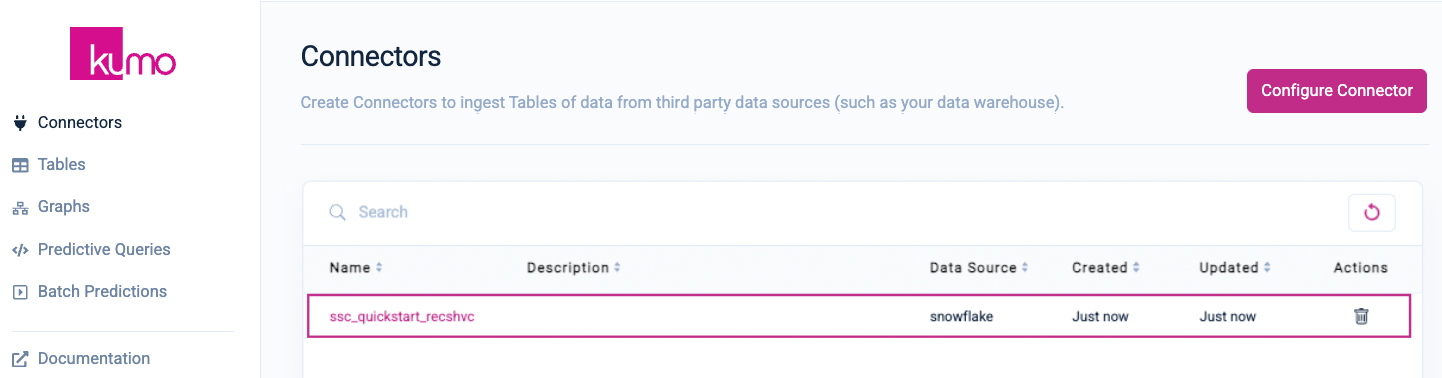 kumo
Connectors
Tables
Graphs
Predictive Queries
Batch Predictions
Documentation
Connectors
Create Connectors to ingest Tables of data from third party data sources (such as your data warehouse).
Configure Connector
Search
Name Description Data Source Created Updated Actions
ssc_quickstart_recshvc snowflake Just now Just now